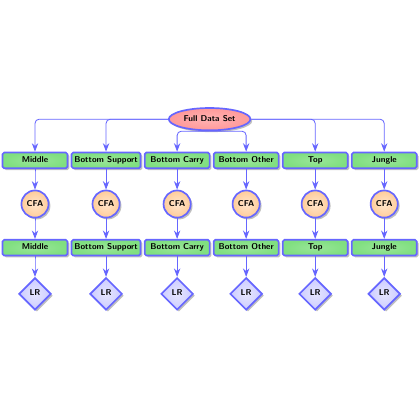 Full Data Set
Middle Bottom Support Bottom Carry Bottom Other Top Jungle
CFA CFA CFA CFA CFA CFA
Middle Bottom Support Bottom Carry Bottom Other Top Jungle
LR LR LR LR LR LR